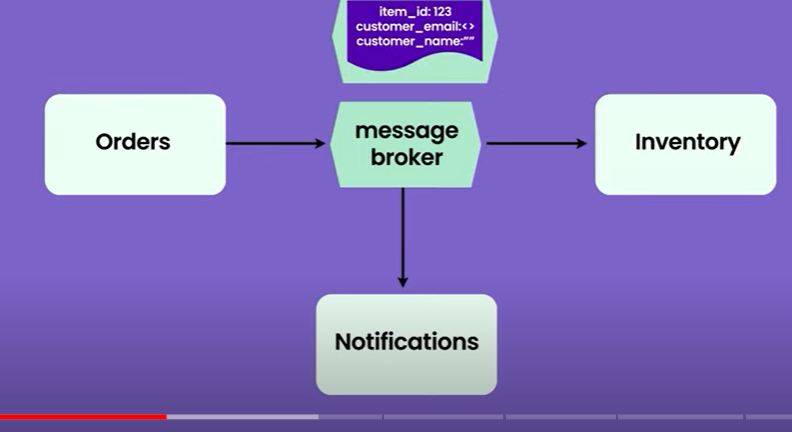 item_id: 123
customer_email:<>
customer_name:""
Orders
message
broker
Inventory
Notifications